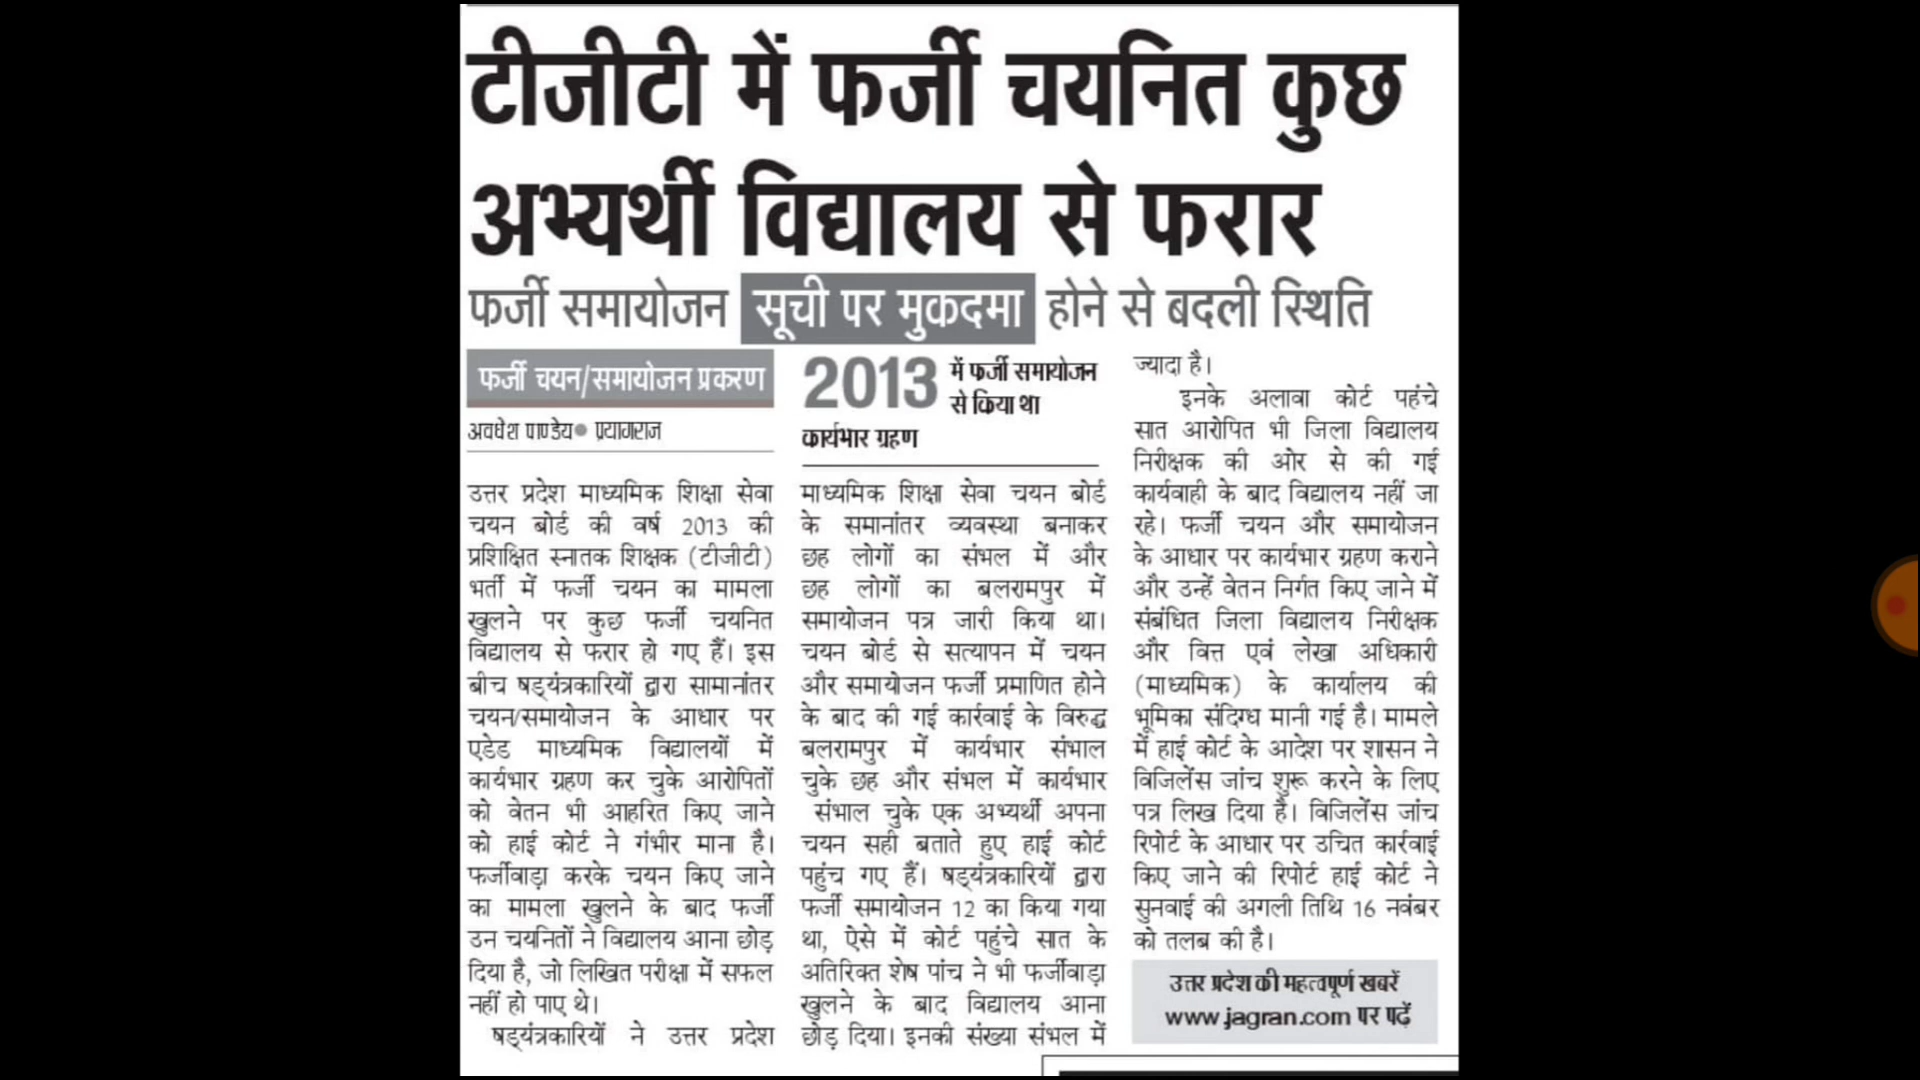 टीजीटी में फर्जी चयनित कुछ
अभ्यर्थी विद्यालय से फरार
फर्जी समायोजन सूची पर मुकदमा होने से बदली स्थिति
फर्जी चयन/समायोजन प्रकरण
अवधेश पाण्डेय● प्रयागराज
उत्तर प्रदेश माध्यमिक शिक्षा सेवा
चयन बोर्ड की वर्ष 2013 की
प्रशिक्षित स्नातक शिक्षक (टीजीटी)
भर्ती में फर्जी चयन का मामला
खुलने पर कुछ फर्जी चयनित
विद्यालय से फरार हो गए हैं। इस
बीच षड्यंत्रकारियों द्वारा सामानांतर
चयन/समायोजन के आधार पर
एडेड माध्यमिक विद्यालयों में
कार्यभार ग्रहण कर चुके आरोपितों
को वेतन भी आहरित किए जाने
को हाई कोर्ट ने गंभीर माना है।
फर्जीवाड़ा करके चयन किए जाने
का मामला खुलने के बाद फर्जी
उन चयनितों ने विद्यालय आना छोड़
दिया है, जो लिखित परीक्षा में सफल
नहीं हो पाए थे।
षड्यंत्रकारियों ने उत्तर प्रदेश
2013 में फर्जी समायोजन
से किया था
कार्यभार ग्रहण
माध्यमिक शिक्षा सेवा चयन बोर्ड
के समानांतर व्यवस्था बनाकर
छह लोगों का संभल में और
छह लोगों का बलरामपुर में
समायोजन पत्र जारी किया था।
चयन बोर्ड से सत्यापन में चयन
और समायोजन फर्जी प्रमाणित होने
के बाद की गई कार्रवाई के विरुद्ध
बलरामपुर में कार्यभार संभाल
चुके छह और संभल में कार्यभार
संभाल चुके एक अभ्यर्थी अपना
चयन सही बताते हुए हाई कोर्ट
पहुंच गए हैं। षड्यंत्रकारियों द्वारा
फर्जी समायोजन 12 का किया गया
था, ऐसे में कोर्ट पहुंचे सात के
अतिरिक्त शेष पांच ने भी फर्जीवाड़ा
खुलने के बाद विद्यालय आना
छोड़ दिया। इनकी संख्या संभल में
ज्यादा है।
इनके अलावा कोर्ट पहंचे
सात आरोपित भी जिला विद्यालय
निरीक्षक की ओर से की गई
कार्यवाही के बाद विद्यालय नहीं जा
रहे। फर्जी चयन और समायोजन
के आधार पर कार्यभार ग्रहण कराने
और उन्हें वेतन निर्गत किए जाने में
संबंधित जिला विद्यालय निरीक्षक
और वित्त एवं लेखा अधिकारी
(माध्यमिक) के कार्यालय की
भूमिका संदिग्ध मानी गई है। मामले
में हाई कोर्ट के आदेश पर शासन ने
विजिलेंस जांच शुरू करने के लिए
पत्र लिख दिया है। विजिलेंस जांच
रिपोर्ट के आधार पर उचित कार्रवाई
किए जाने की रिपोर्ट हाई कोर्ट ने
सुनवाई की अगली तिथि 16 नवंबर
को तलब की है।
उत्तर प्रदेश की महत्वपूर्ण खबरें
www.jagran.com पर पढ़ें